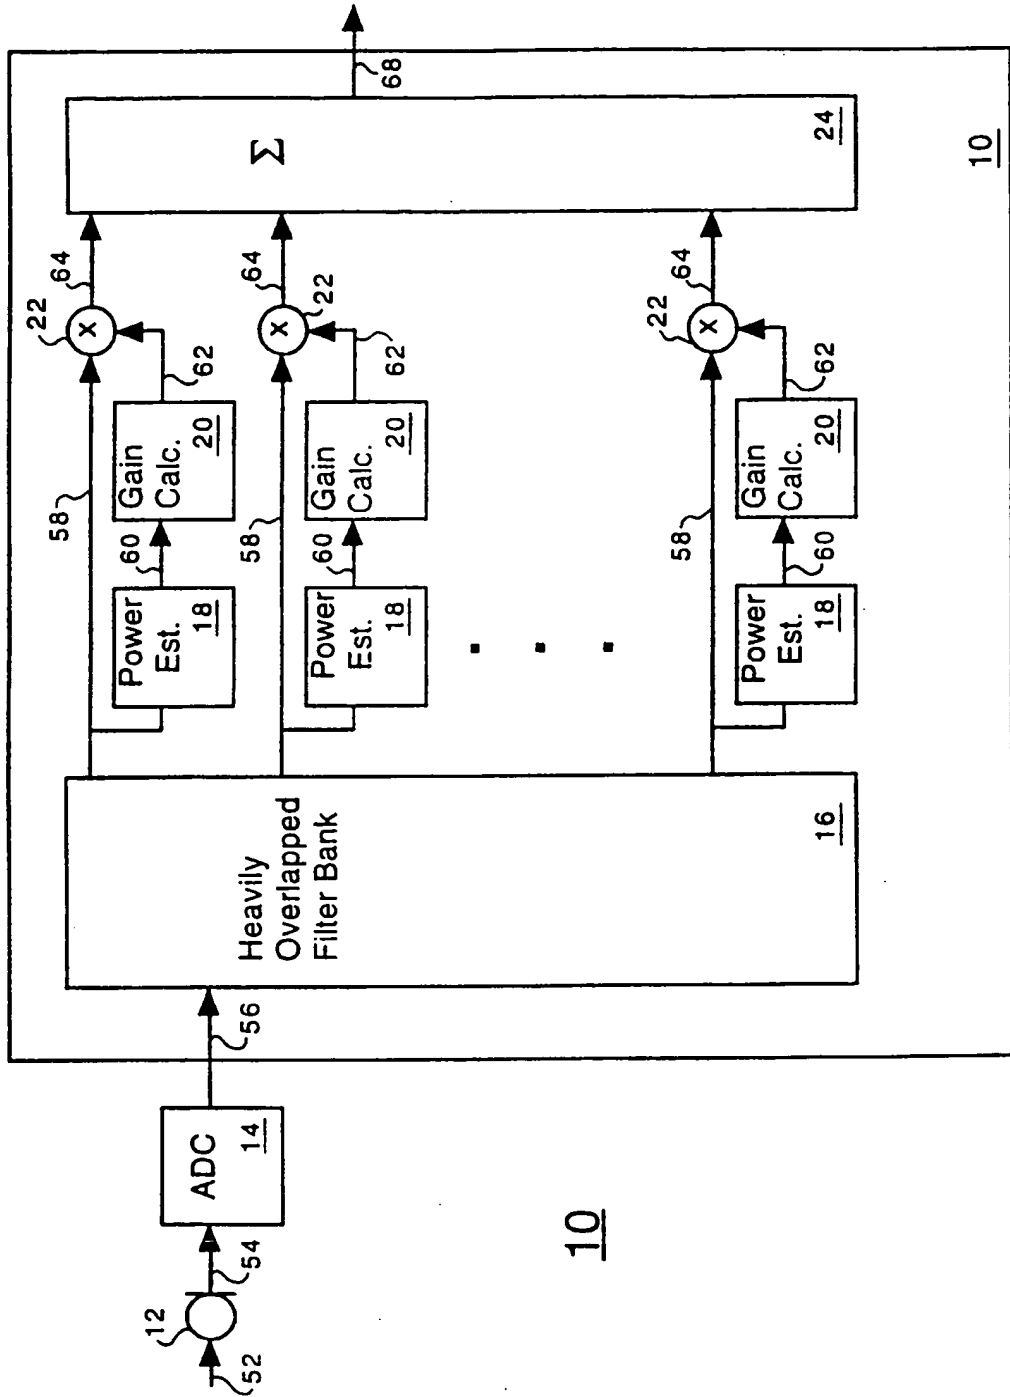 52
12
54
ADC
14
56
Heavily
Overlapped
Filter Bank
16
58
Power
Est.
18
60
Gain
Calc.
20
62
22
X
64
58
Power
Est.
18
60
Gain
Calc.
20
62
22
X
64
58
Power
Est.
18
60
Gain
Calc.
20
62
22
X
64
Σ
24
68
10
10